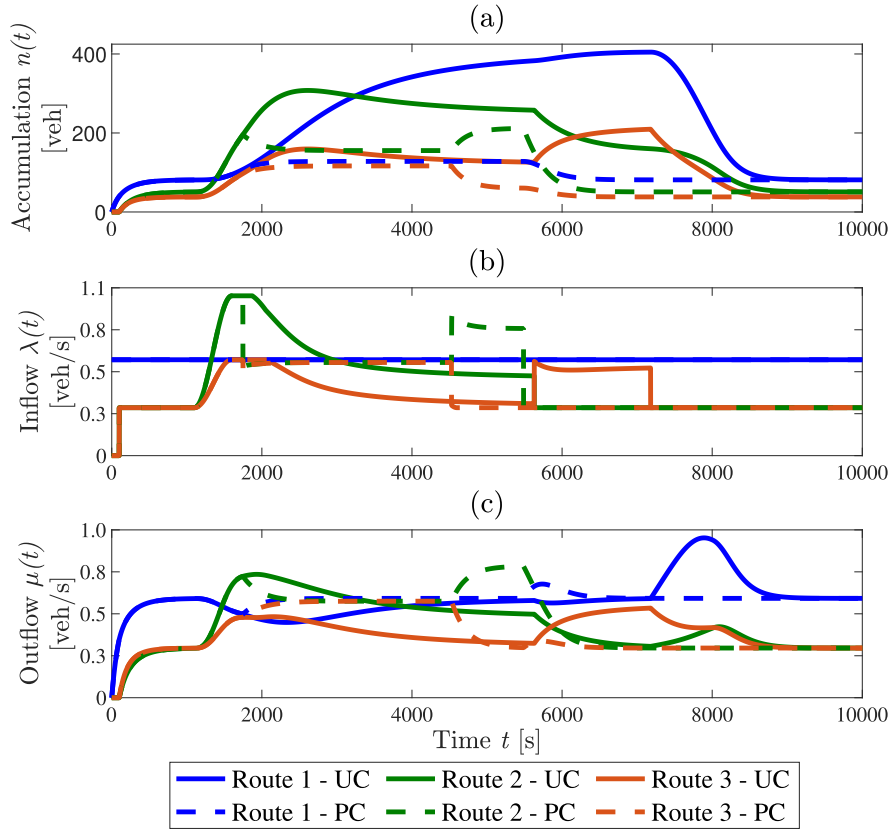 (a)
Accumulation n(t)
[veh]
400
200
0
0 2000 4000 6000 8000 10000
(b)
Inflow λ(t)
[veh/s]
1.1
0.8
0.5
0.3
0
0 2000 4000 6000 8000 10000
(c)
Outflow μ(t)
[veh/s]
1.0
0.8
0.5
0.3
0
0 2000 4000 6000 8000 10000
Time t [s]
Route 1 - UC Route 2 - UC Route 3 - UC
Route 1 - PC Route 2 - PC Route 3 - PC